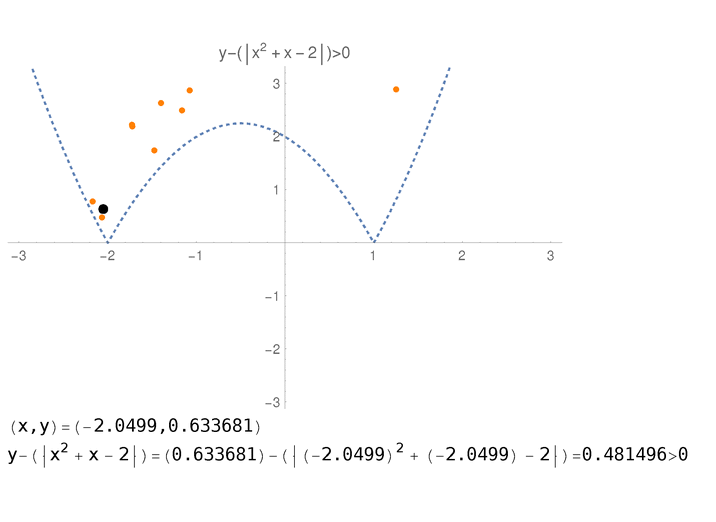 y−(|x² + x − 2|)>0
3
2
1
−3 −2 −1 1 2 3
−1
−2
−3
(x,y)=(−2.0499,0.633681)
y−(|x² + x − 2|)=(0.633681)−(|(−2.0499)² + (−2.0499) − 2|)=0.481496>0